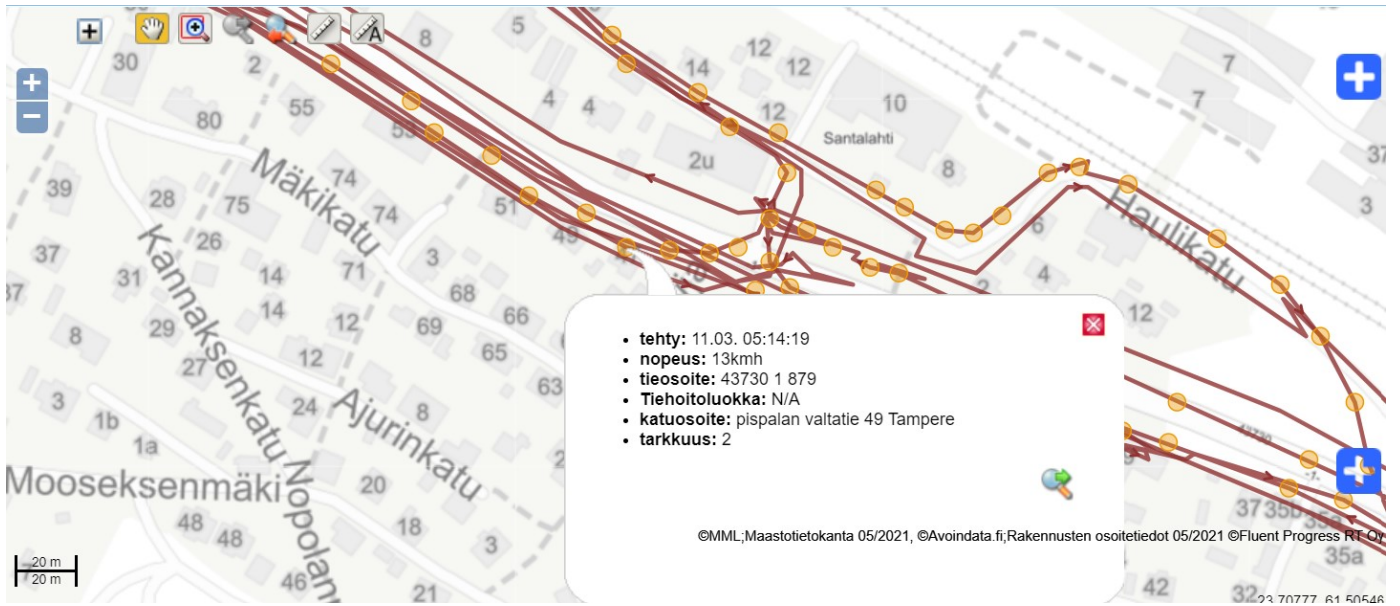 30
2
80
55
53
8
5
4
4
14
12
12
12
2u
10
Santalahti
8
7
7
37
3
Mäkikatu
74
74
75
39
28
26
37
31
14
14
71
3
68
69
66
65
63
51
49
12
12
8
29
27
24
8
Kannaksenkatu
Ajurinkatu
Haulikatu
6
4
2
12
3
1b
1a
Mooseksenmäki
Nopolan
20
18
3
48
48
46
21
tehty: 11.03. 05:14:19
nopeus: 13kmh
tieosoite: 43730 1 879
Tiehoitoluokka: N/A
katuosoite: pispalan valtatie 49 Tampere
tarkkuus: 2
43730
-1-
37
35b
35a
35a
42
32
©MML;Maastotietokanta 05/2021, ©Avoindata.fi;Rakennusten osoitetiedot 05/2021 ©Fluent Progress RT Oy
20 m
20 m
23.70777, 61.50546